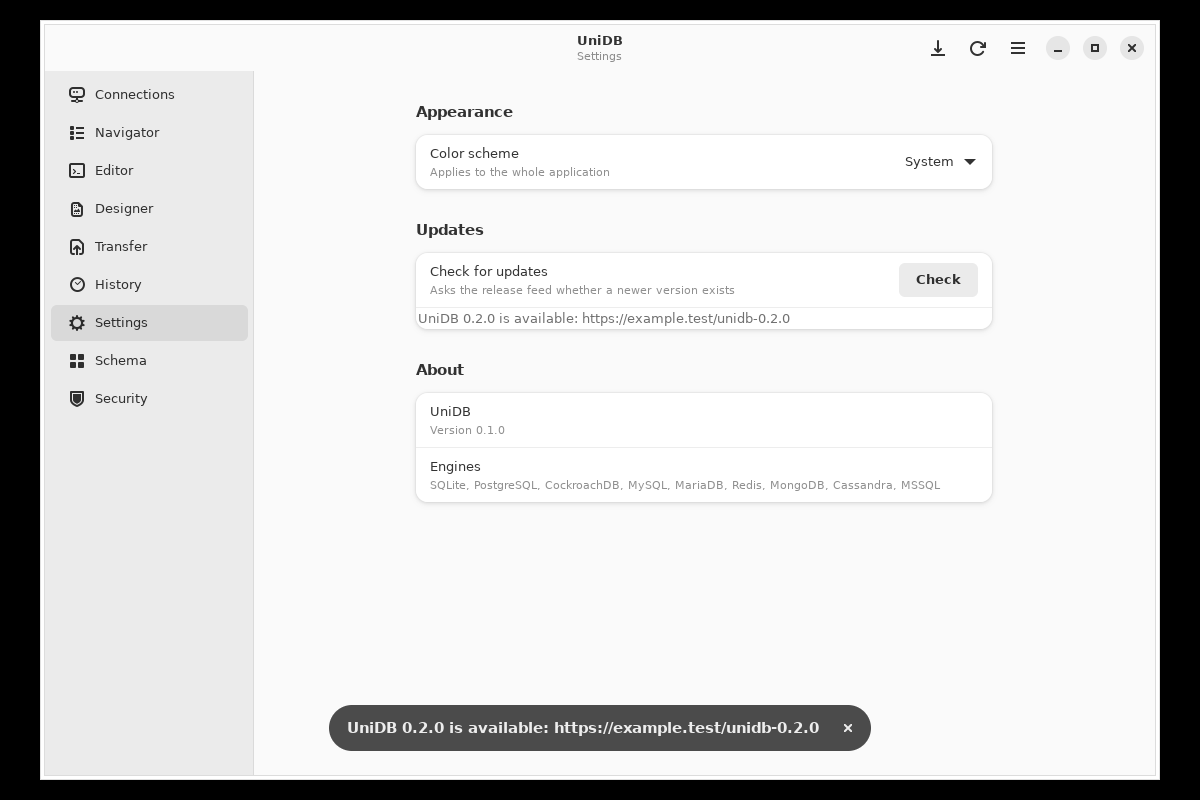 UniDB
Settings
Connections
Navigator
Editor
Designer
Transfer
History
Settings
Schema
Security
Appearance
Color scheme
Applies to the whole application
System
Updates
Check for updates
Asks the release feed whether a newer version exists
Check
UniDB 0.2.0 is available: https://example.test/unidb-0.2.0
About
UniDB
Version 0.1.0
Engines
SQLite, PostgreSQL, CockroachDB, MySQL, MariaDB, Redis, MongoDB, Cassandra, MSSQL
UniDB 0.2.0 is available: https://example.test/unidb-0.2.0